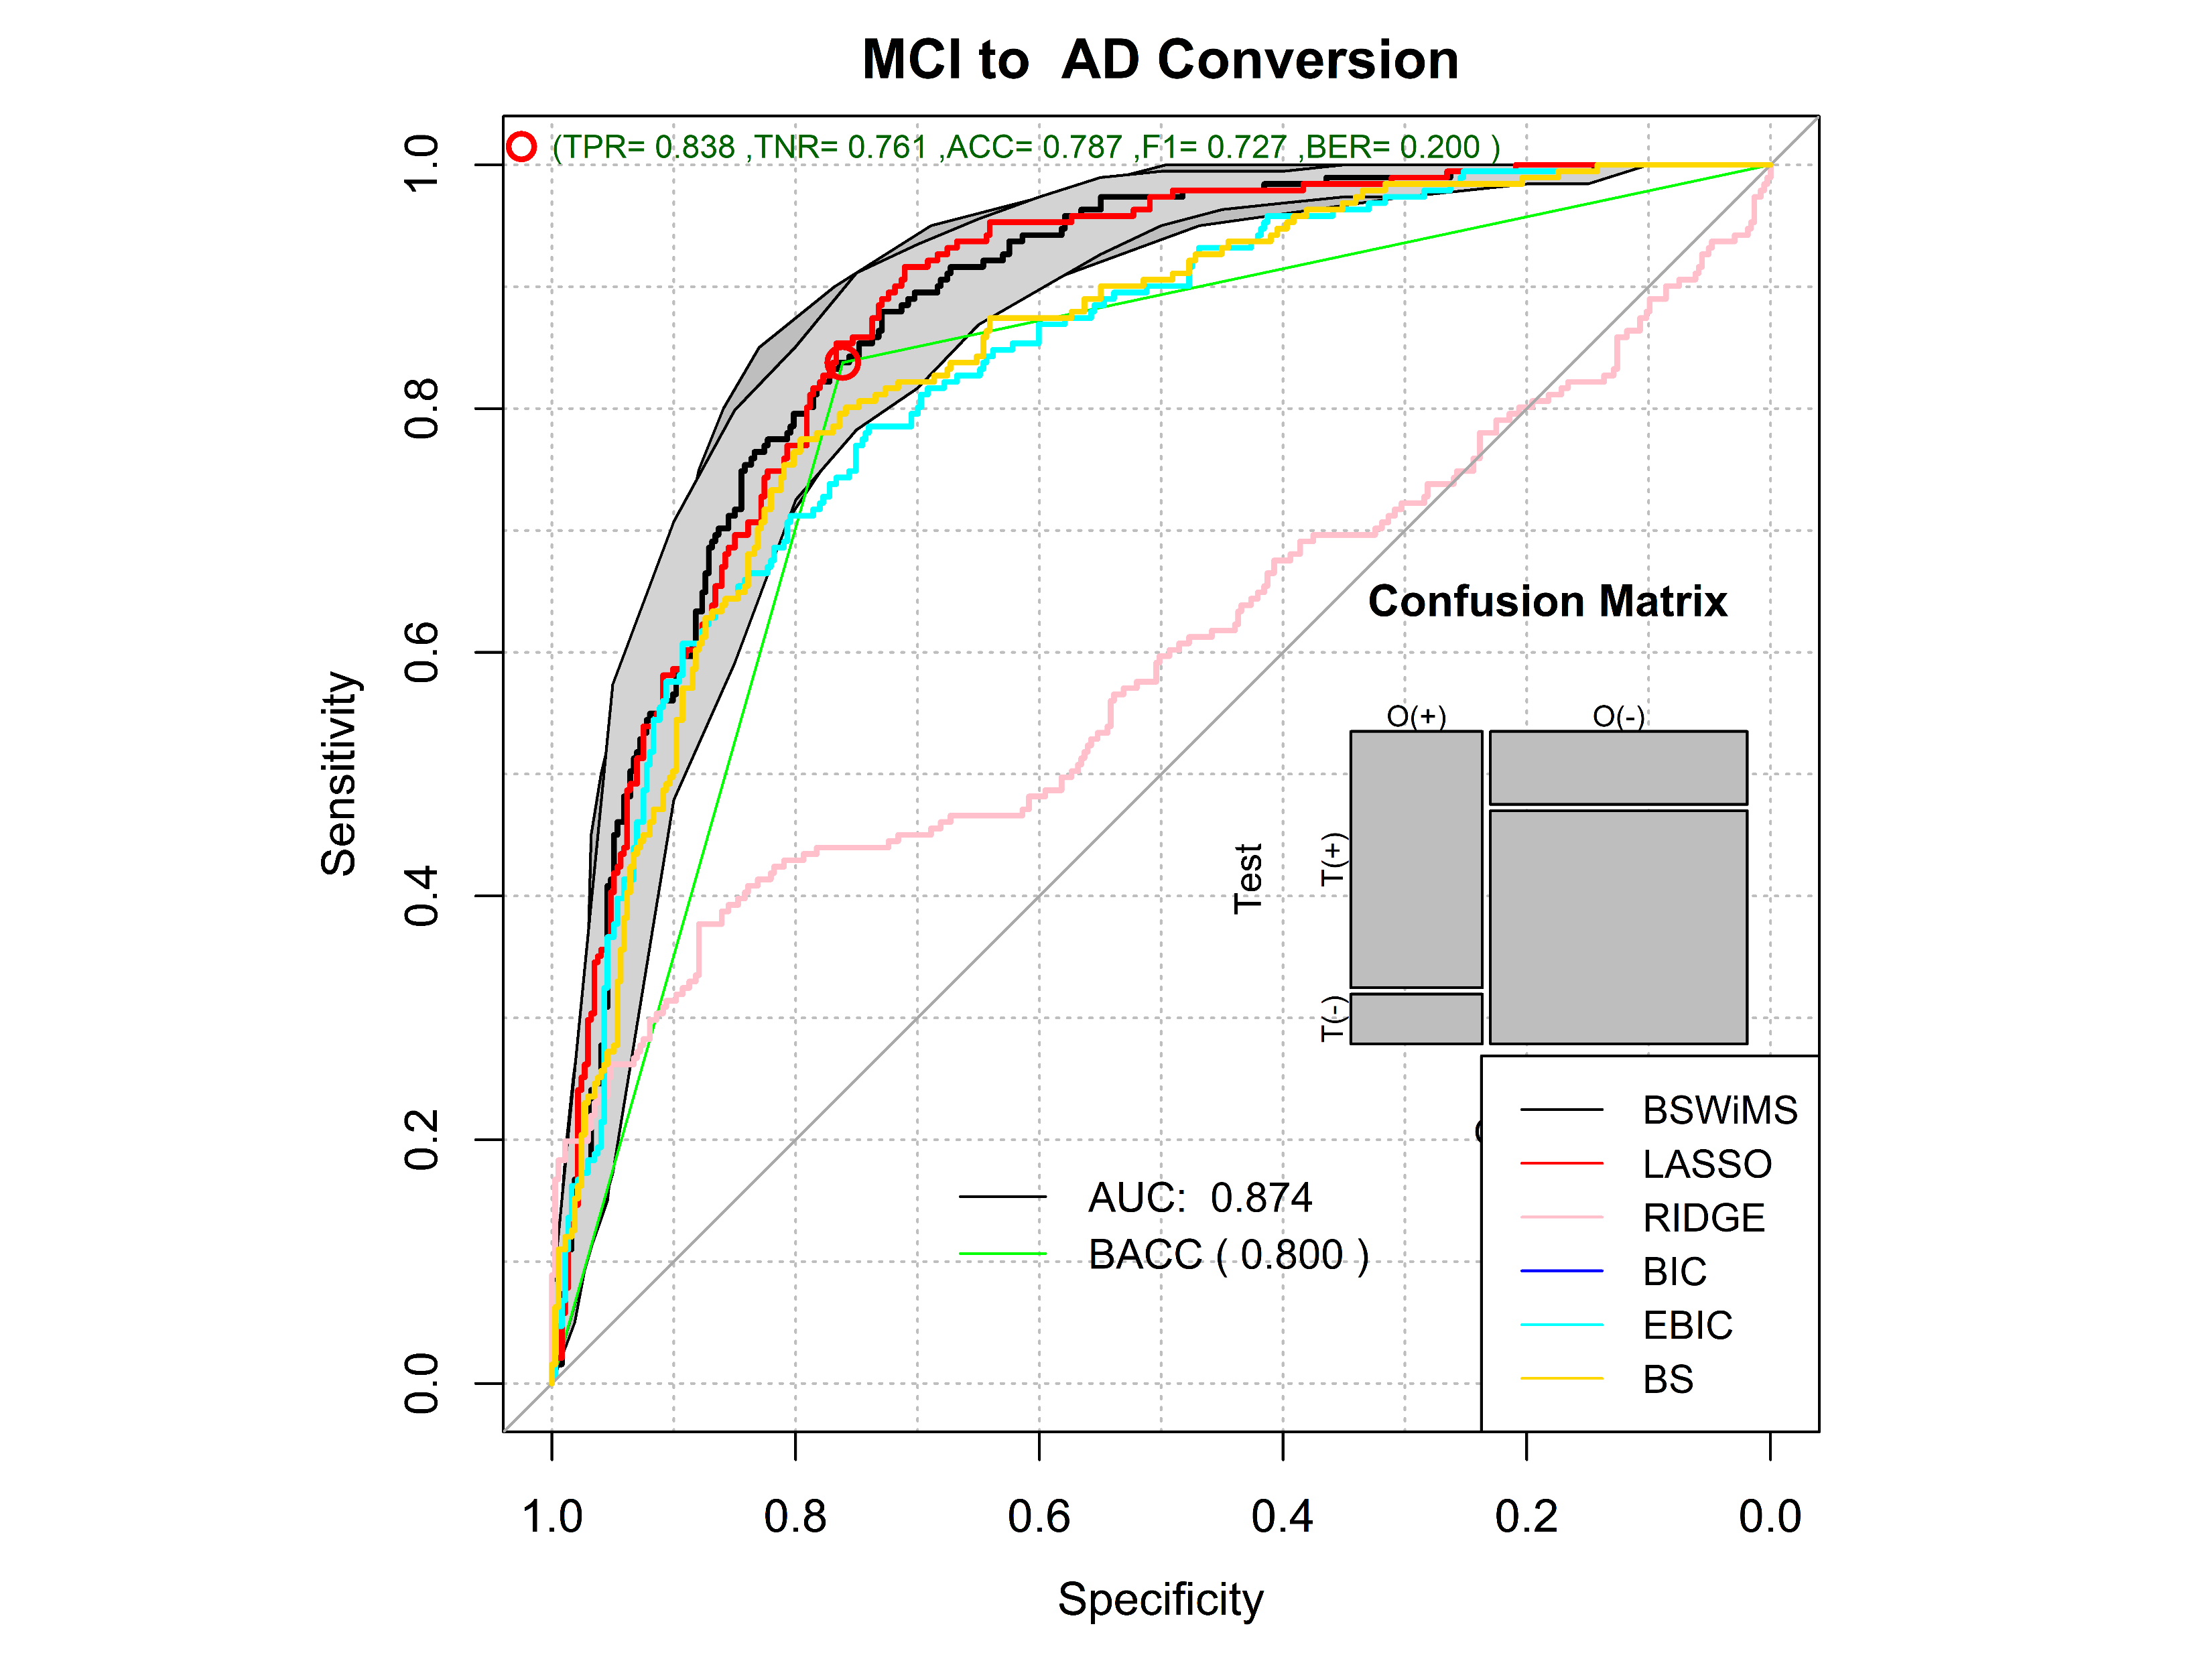 MCI to  AD Conversion
(TPR= 0.838 ,TNR= 0.761 ,ACC= 0.787 ,F1= 0.727 ,BER= 0.200 )
Sensitivity
1.0
0.8
0.6
0.4
0.2
0.0
Confusion Matrix
O(+) O(-)
Test
T(+)
T(-)
AUC:  0.874
BACC ( 0.800 )
BSWiMS
LASSO
RIDGE
BIC
EBIC
BS
1.0 0.8 0.6 0.4 0.2 0.0
Specificity